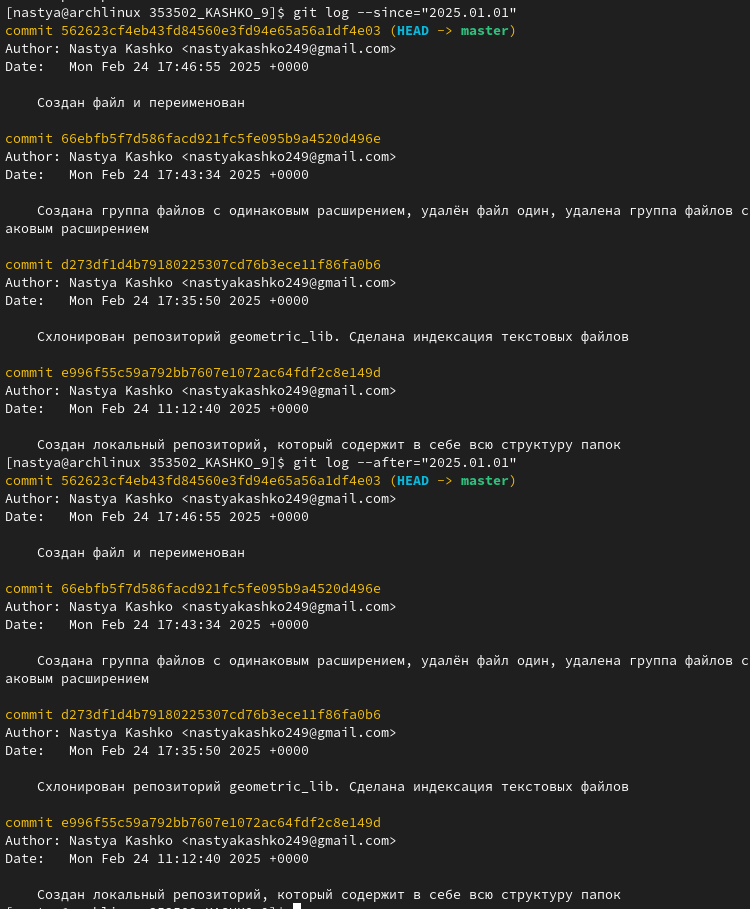 [nastya@archlinux 353502_KASHKO_9]$ git log --since="2025.01.01"
commit 562623cf4eb43fd84560e3fd94e65a56a1df4e03 (HEAD -> master)
Author: Nastya Kashko <nastyakashko249@gmail.com>
Date:   Mon Feb 24 17:46:55 2025 +0000
Создан файл и переименован
commit 66ebfb5f7d586facd921fc5fe095b9a4520d496e
Author: Nastya Kashko <nastyakashko249@gmail.com>
Date:   Mon Feb 24 17:43:34 2025 +0000
Создана группа файлов с одинаковым расширением, удалён файл один, удалена группа файлов с
аковым расширением
commit d273df1d4b79180225307cd76b3ece11f86fa0b6
Author: Nastya Kashko <nastyakashko249@gmail.com>
Date:   Mon Feb 24 17:35:50 2025 +0000
Схлонирован репозиторий geometric_lib. Сделана индексация текстовых файлов
commit e996f55c59a792bb7607e1072ac64fdf2c8e149d
Author: Nastya Kashko <nastyakashko249@gmail.com>
Date:   Mon Feb 24 11:12:40 2025 +0000
Создан локальный репозиторий, который содержит в себе всю структуру папок
[nastya@archlinux 353502_KASHKO_9]$ git log --after="2025.01.01"
commit 562623cf4eb43fd84560e3fd94e65a56a1df4e03 (HEAD -> master)
Author: Nastya Kashko <nastyakashko249@gmail.com>
Date:   Mon Feb 24 17:46:55 2025 +0000
Создан файл и переименован
commit 66ebfb5f7d586facd921fc5fe095b9a4520d496e
Author: Nastya Kashko <nastyakashko249@gmail.com>
Date:   Mon Feb 24 17:43:34 2025 +0000
Создана группа файлов с одинаковым расширением, удалён файл один, удалена группа файлов с
аковым расширением
commit d273df1d4b79180225307cd76b3ece11f86fa0b6
Author: Nastya Kashko <nastyakashko249@gmail.com>
Date:   Mon Feb 24 17:35:50 2025 +0000
Схлонирован репозиторий geometric_lib. Сделана индексация текстовых файлов
commit e996f55c59a792bb7607e1072ac64fdf2c8e149d
Author: Nastya Kashko <nastyakashko249@gmail.com>
Date:   Mon Feb 24 11:12:40 2025 +0000
Создан локальный репозиторий, который содержит в себе всю структуру папок